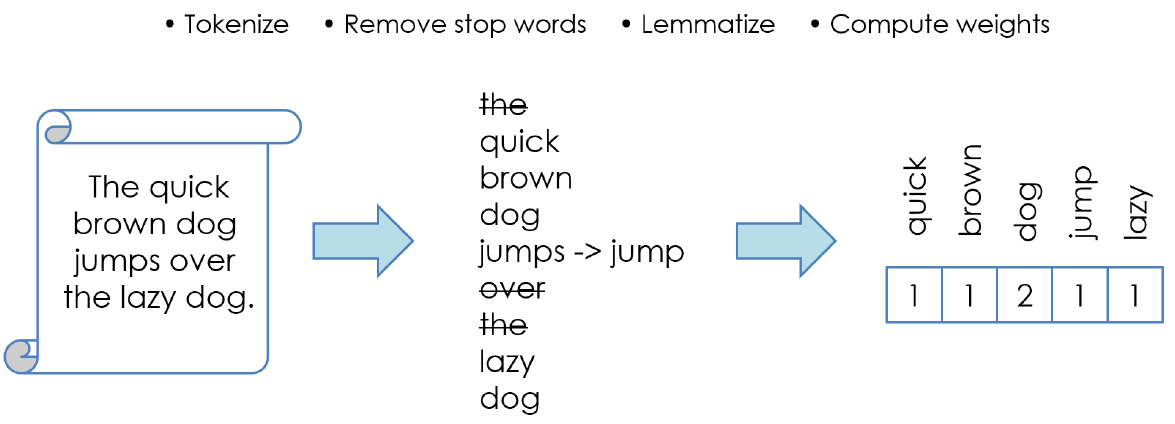 • Tokenize • Remove stop words • Lemmatize • Compute weights
The quick
brown dog
jumps over
the lazy dog.
the
quick
brown
dog
jumps -> jump
over
the
lazy
dog
quick brown dog jump lazy
1 1 2 1 1